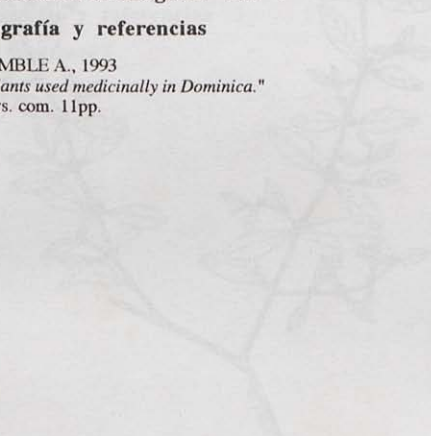 grafía y referencias
MBLE A., 1993
ants used medicinally in Dominica."
s. com. 11pp.